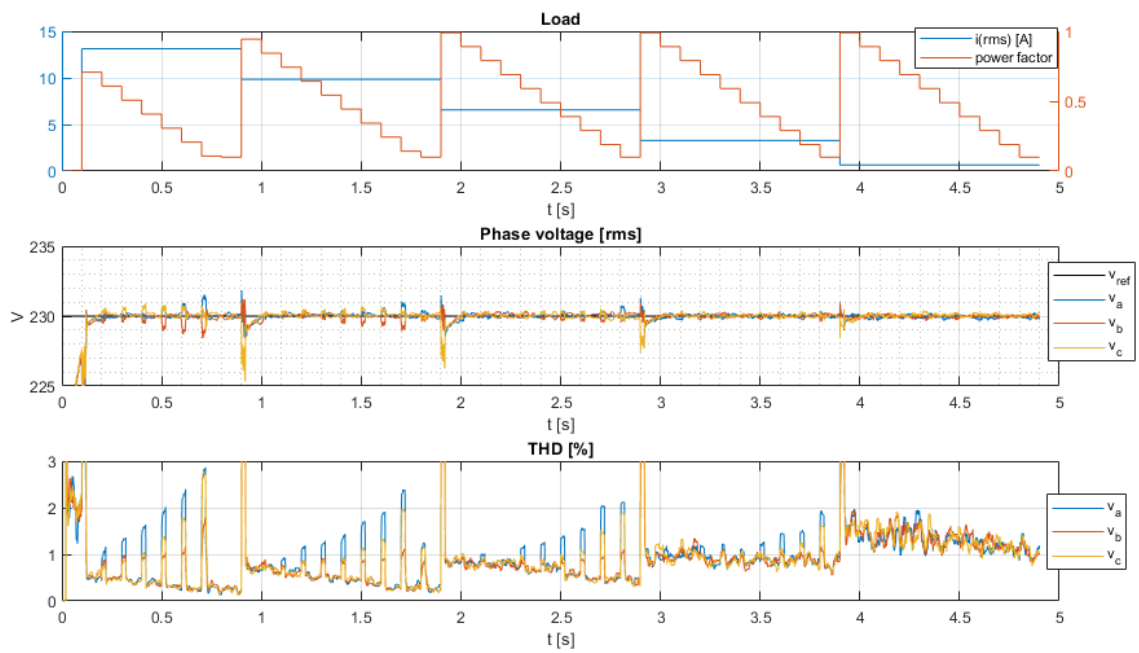 Load
15
10
5
0
1
0.5
0
i(rms) [A]
power factor
0 0.5 1 1.5 2 2.5 3 3.5 4 4.5 5
t [s]
Phase voltage [rms]
235
230
225
V
v_ref
v_a
v_b
v_c
0 0.5 1 1.5 2 2.5 3 3.5 4 4.5 5
t [s]
THD [%]
3
2
1
0
v_a
v_b
v_c
0 0.5 1 1.5 2 2.5 3 3.5 4 4.5 5
t [s]